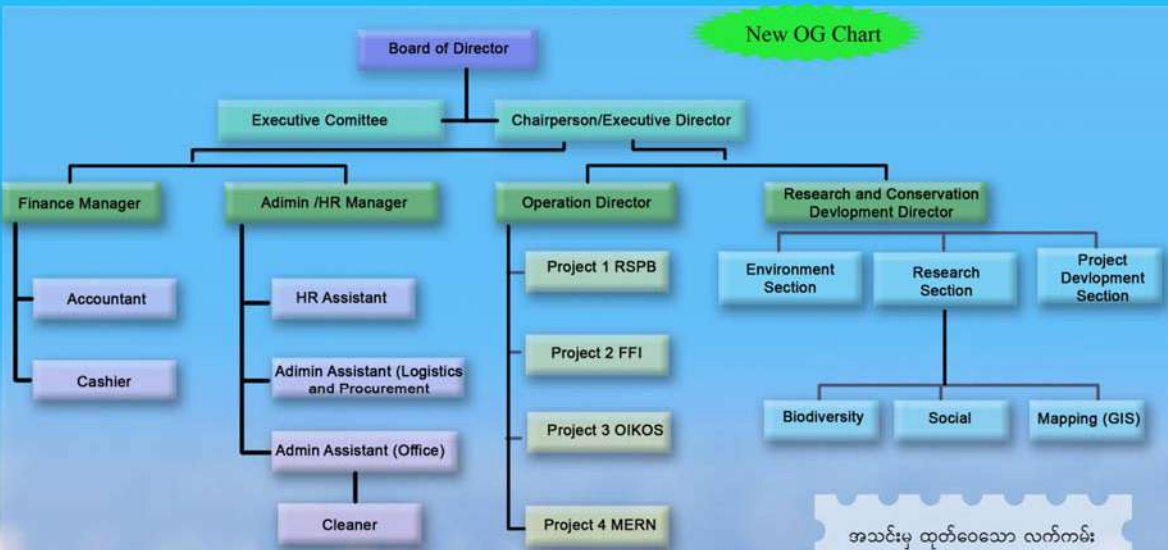 New OG Chart
Board of Director
Executive Comittee
Chairperson/Executive Director
Finance Manager
Adimin /HR Manager
Operation Director
Research and Conservation
Devlopment Director
Accountant
Cashier
HR Assistant
Adimin Assistant (Logistics
and Procurement
Admin Assistant (Office)
Cleaner
Project 1 RSPB
Project 2 FFI
Project 3 OIKOS
Project 4 MERN
Environment
Section
Research
Section
Project
Devlopment
Section
Biodiversity
Social
Mapping (GIS)
အသင်းမှ ထုတ်ဝေသော လက်ကမ်း